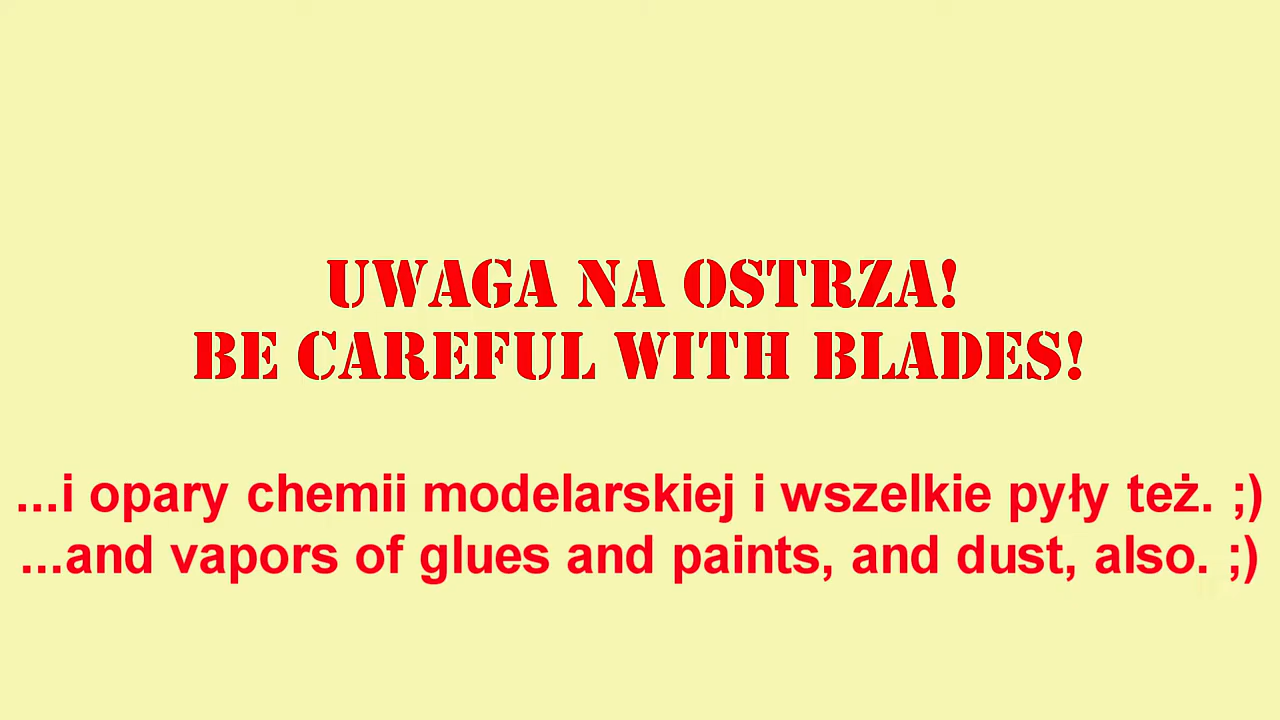 UWAGA NA OSTRZA!
BE CAREFUL WITH BLADES!
...i opary chemii modelarskiej i wszelkie pyły też. ;)
...and vapors of glues and paints, and dust, also. ;)